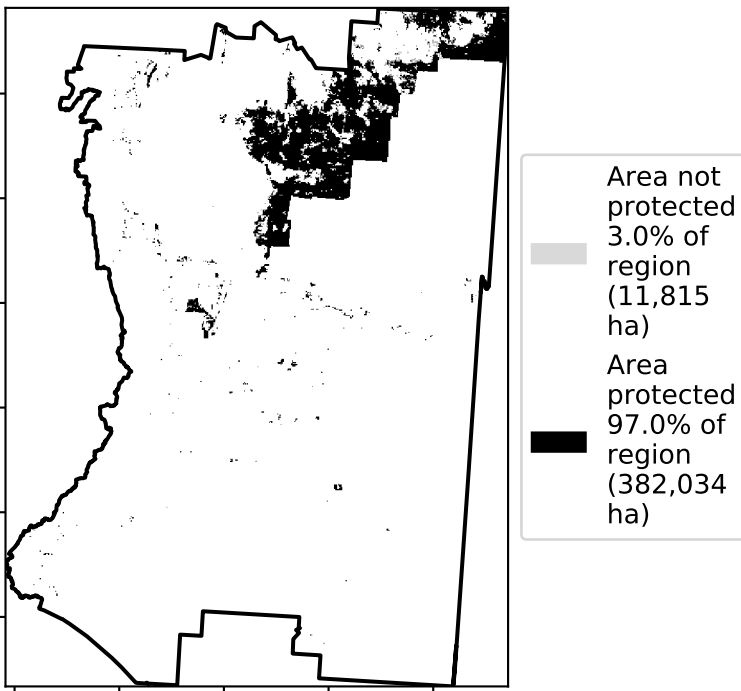 Area not
protected
3.0% of
region
(11,815
ha)
Area
protected
97.0% of
region
(382,034
ha)